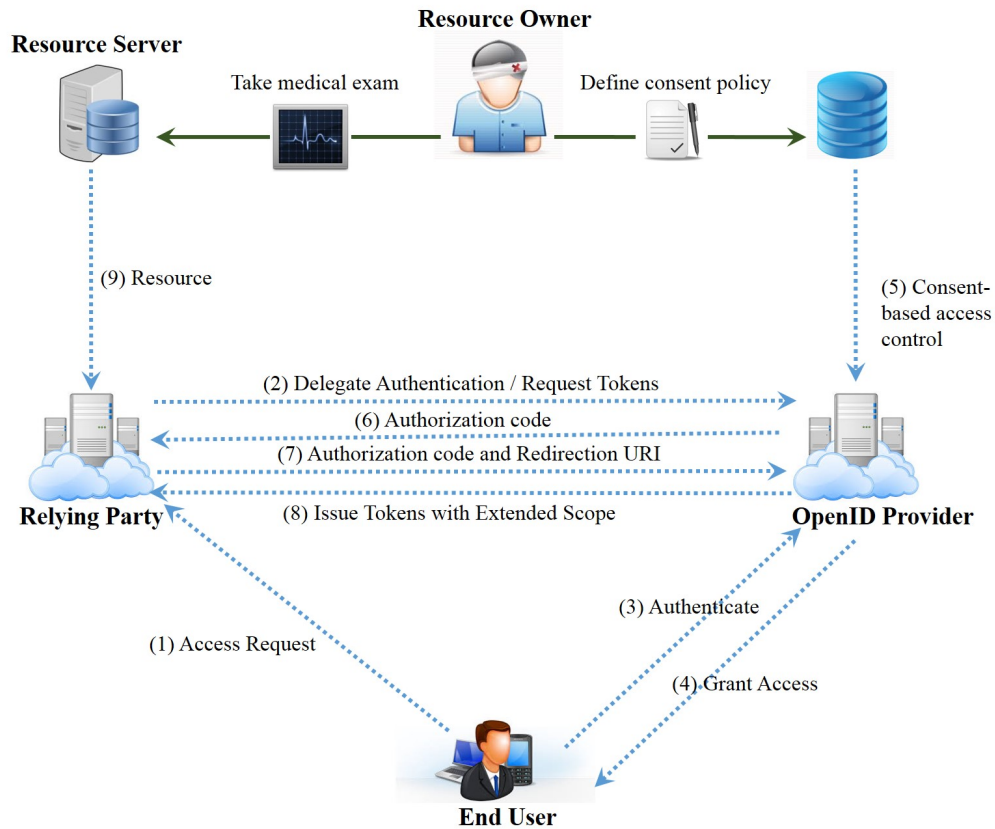 Resource Owner
Resource Server
Take medical exam
Define consent policy
(9) Resource
(5) Consent-
based access
control
(2) Delegate Authentication / Request Tokens
(6) Authorization code
(7) Authorization code and Redirection URI
(8) Issue Tokens with Extended Scope
Relying Party
OpenID Provider
(3) Authenticate
(1) Access Request
(4) Grant Access
End User